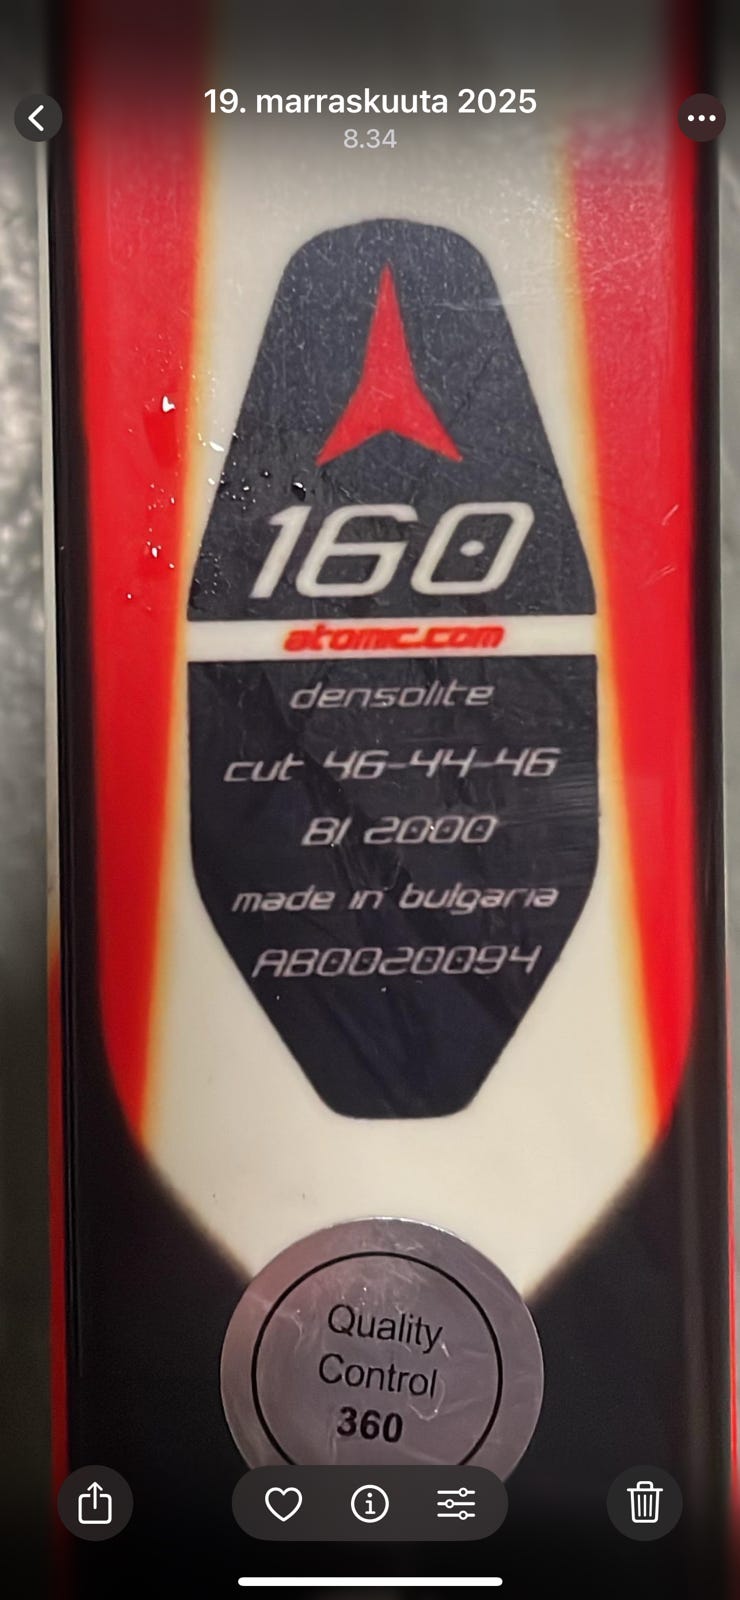 19. marraskuuta 2025
8.34
160
atomic.com
densolite
cut 46-44-46
BI 2000
made in bulgaria
AB0020094
Quality
Control
360